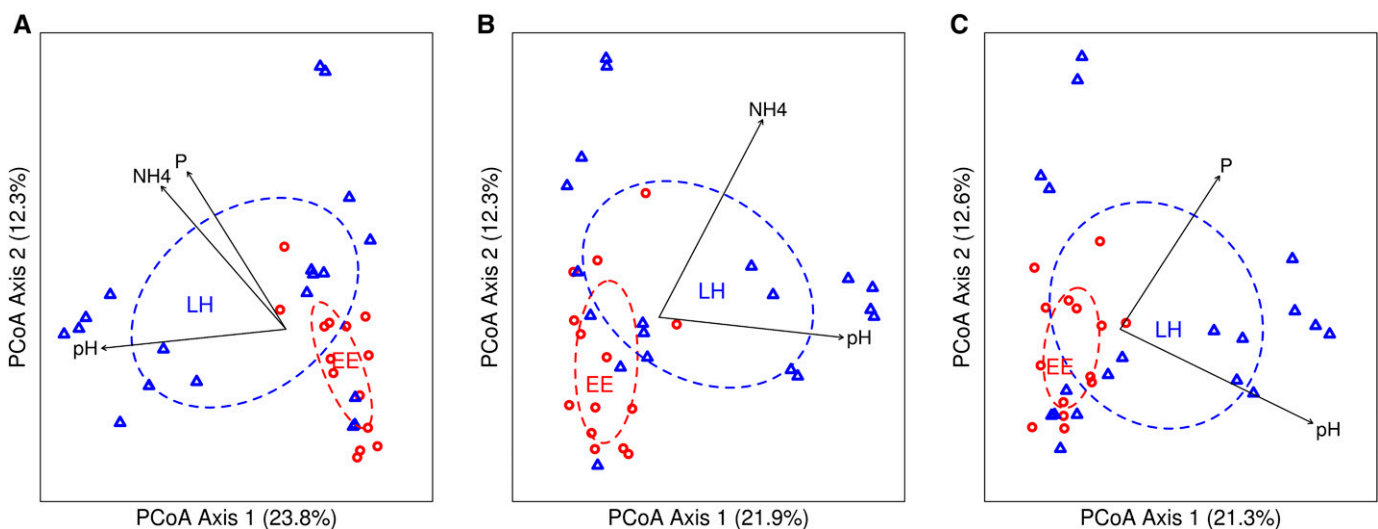 A
PCoA Axis 2 (12.3%)
P
NH4
LH
pH
EE
PCoA Axis 1 (23.8%)
B
PCoA Axis 2 (12.3%)
NH4
LH
pH
EE
PCoA Axis 1 (21.9%)
C
PCoA Axis 2 (12.6%)
P
LH
EE
pH
PCoA Axis 1 (21.3%)